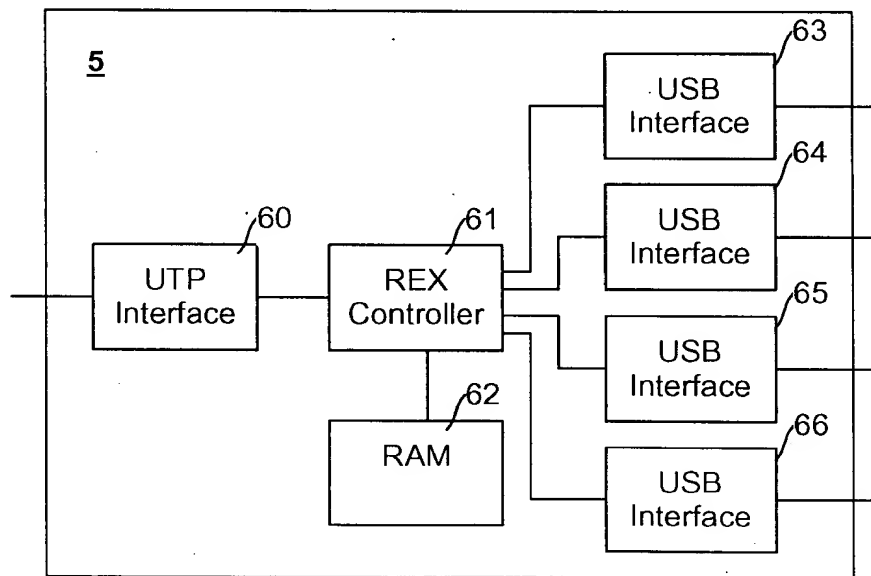 5
63
USB
Interface
64
USB
Interface
60
UTP
Interface
61
REX
Controller
65
USB
Interface
62
RAM
66
USB
Interface